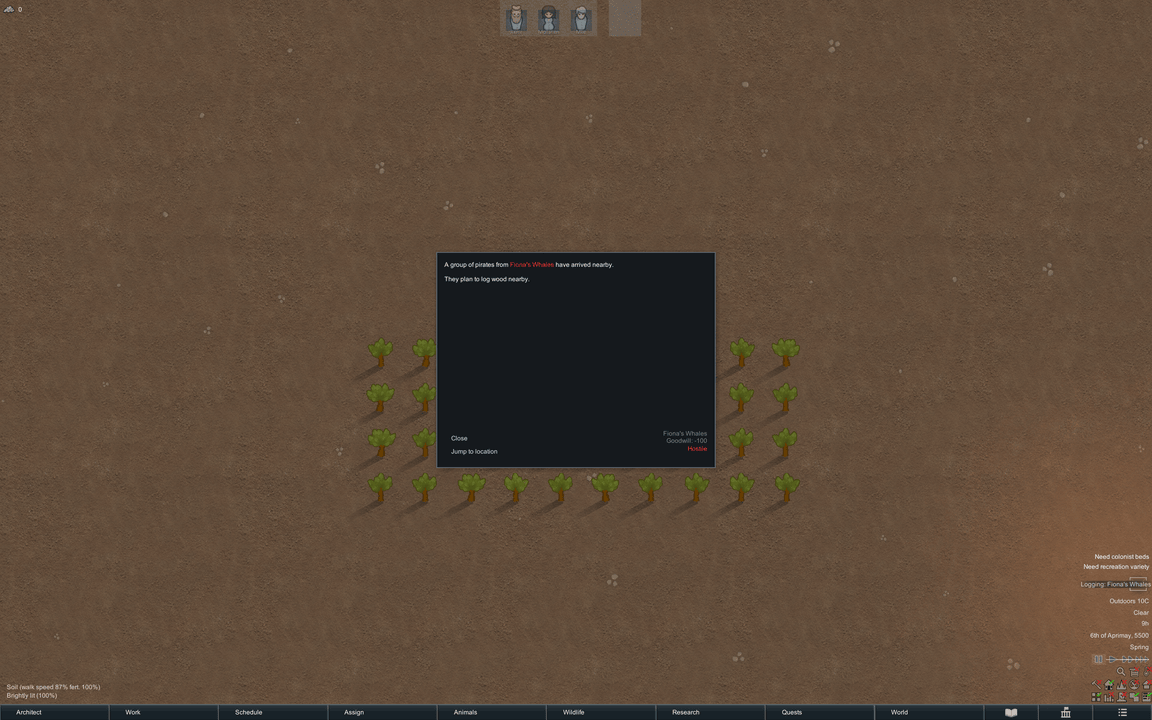 0
A group of pirates from Fiona's Whales have arrived nearby.
They plan to log wood nearby.
Close
Jump to location
Fiona's Whales
Goodwill: -100
Hostile
Need colonist beds
Need recreation variety
Logging: Fiona's Whales
Outdoors 10C
Clear
9h
6th of Aprimay, 5500
Spring
Soil (walk speed 87% fert. 100%)
Brightly lit (100%)
Architect
Work
Schedule
Assign
Animals
Wildlife
Research
Quests
World